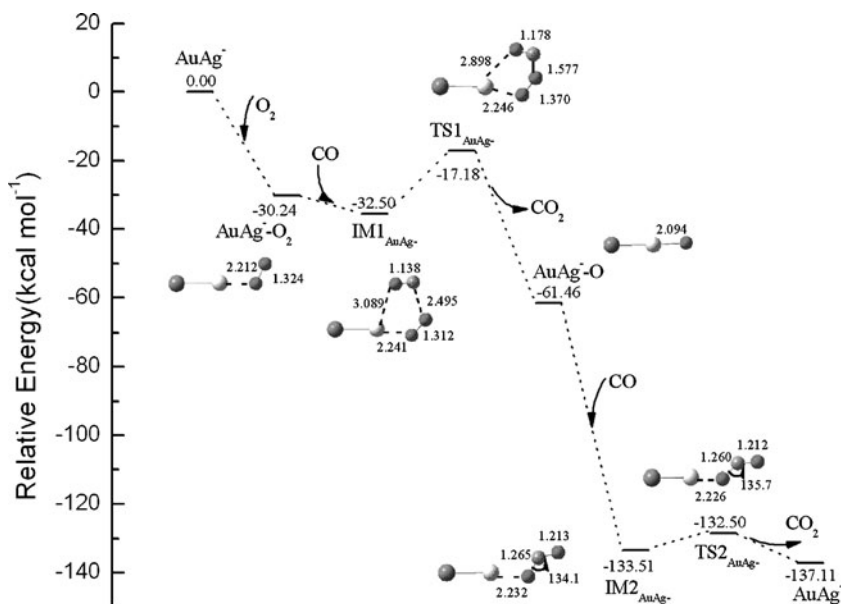 20
0
-20
-40
-60
-80
-100
-120
-140
Relative Energy(kcal mol⁻¹)
AuAg⁻
0.00
O₂
-30.24
AuAg⁻-O₂
2.212
1.324
CO
-32.50
IM1AuAg-
1.138
3.089
2.495
2.241
1.312
1.178
2.898
1.577
2.246
1.370
TS1AuAg-
-17.18
CO₂
2.094
AuAg⁻-O
-61.46
CO
1.213
1.265
134.1
2.232
-133.51
IM2AuAg-
1.212
1.260
135.7
2.226
-132.50
TS2AuAg-
CO₂
-137.11
AuAg⁻